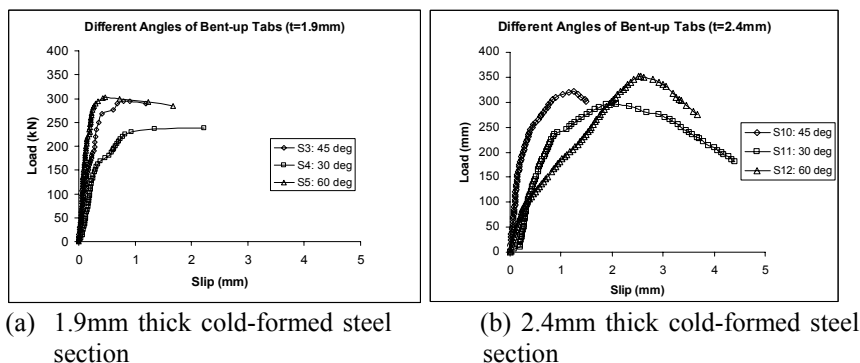 Different Angles of Bent-up Tabs (t=1.9mm)
400
350
300
250
200
150
100
50
0
Load (kN)
S3: 45 deg
S4: 30 deg
S5: 60 deg
0 1 2 3 4 5
Slip (mm)
(a) 1.9mm thick cold-formed steel
section
Different Angles of Bent-up Tabs (t=2.4mm)
400
350
300
250
200
150
100
50
0
Load (mm)
S10: 45 deg
S11: 30 deg
S12: 60 deg
0 1 2 3 4 5
Slip (mm)
(b) 2.4mm thick cold-formed steel
section